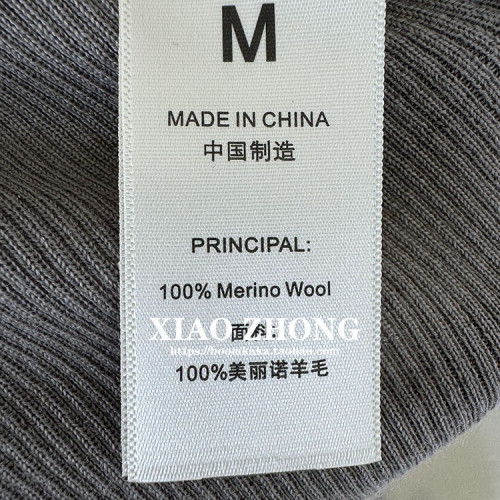 M
MADE IN CHINA
中国制造
PRINCIPAL:
100% Merino Wool
XIAO ZHONG
面料:
100%美丽诺羊毛